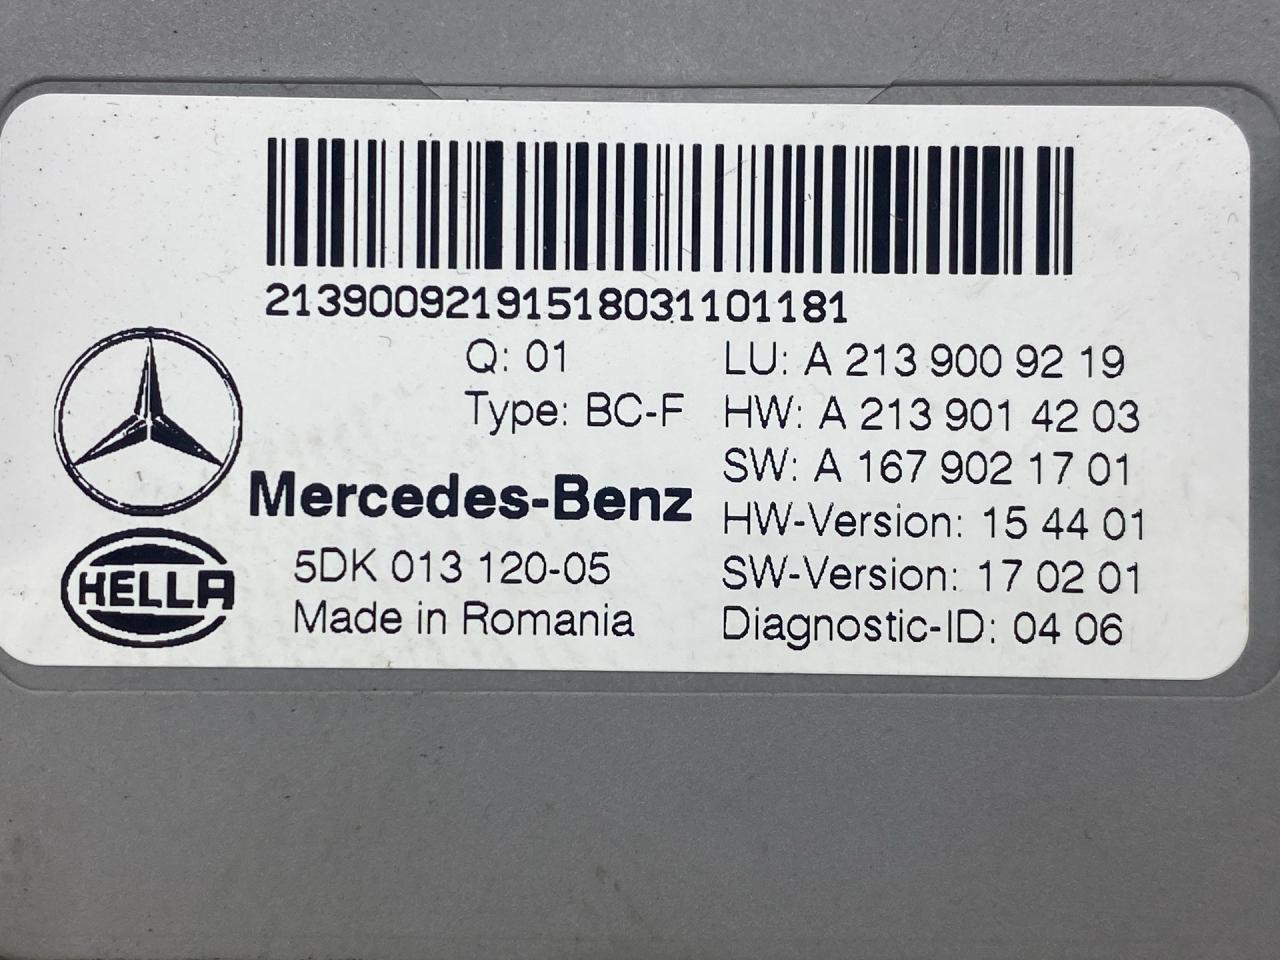 21390092191518031101181
Q: 01
Type: BC-F
Mercedes-Benz
HELLA
5DK 013 120-05
Made in Romania
LU: A 213 900 92 19
HW: A 213 901 42 03
SW: A 167 902 17 01
HW-Version: 15 44 01
SW-Version: 17 02 01
Diagnostic-ID: 04 06